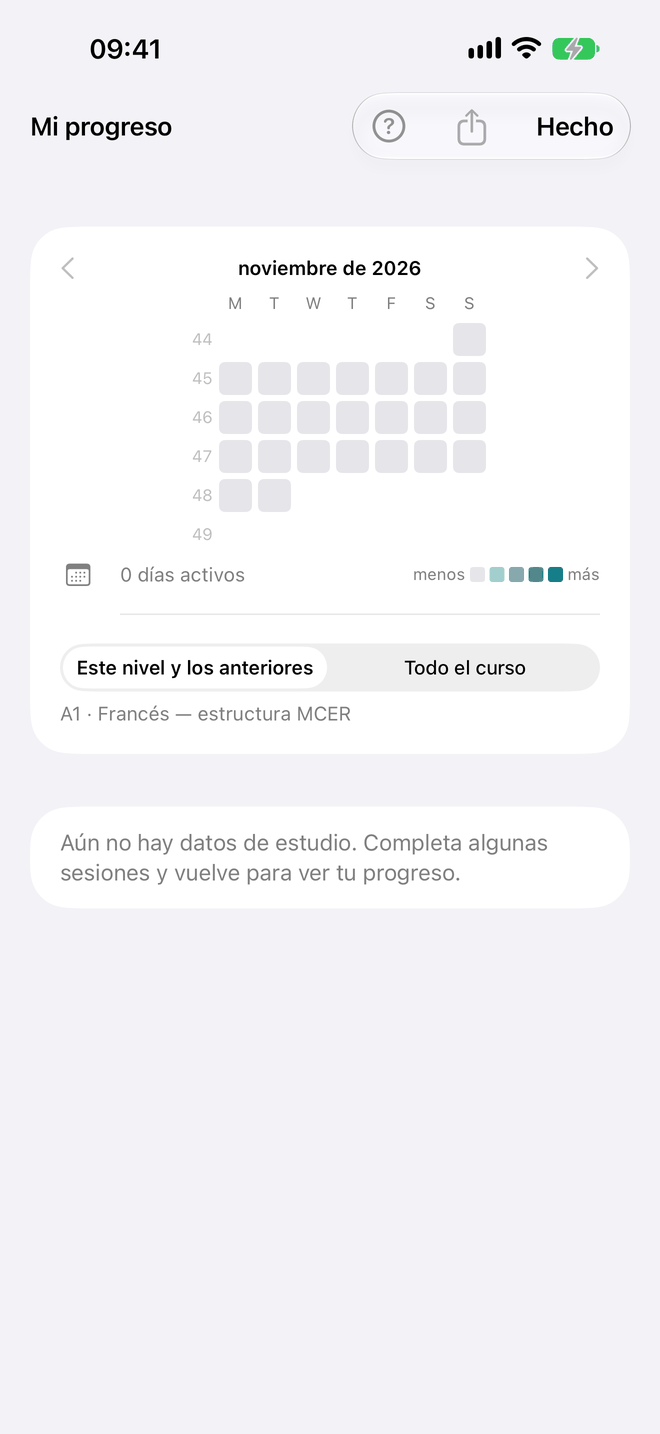 09:41
Mi progreso
Hecho
noviembre de 2026
M T W T F S S
44
45
46
47
48
49
0 días activos
menos más
Este nivel y los anteriores
Todo el curso
A1 · Francés — estructura MCER
Aún no hay datos de estudio. Completa algunas
sesiones y vuelve para ver tu progreso.